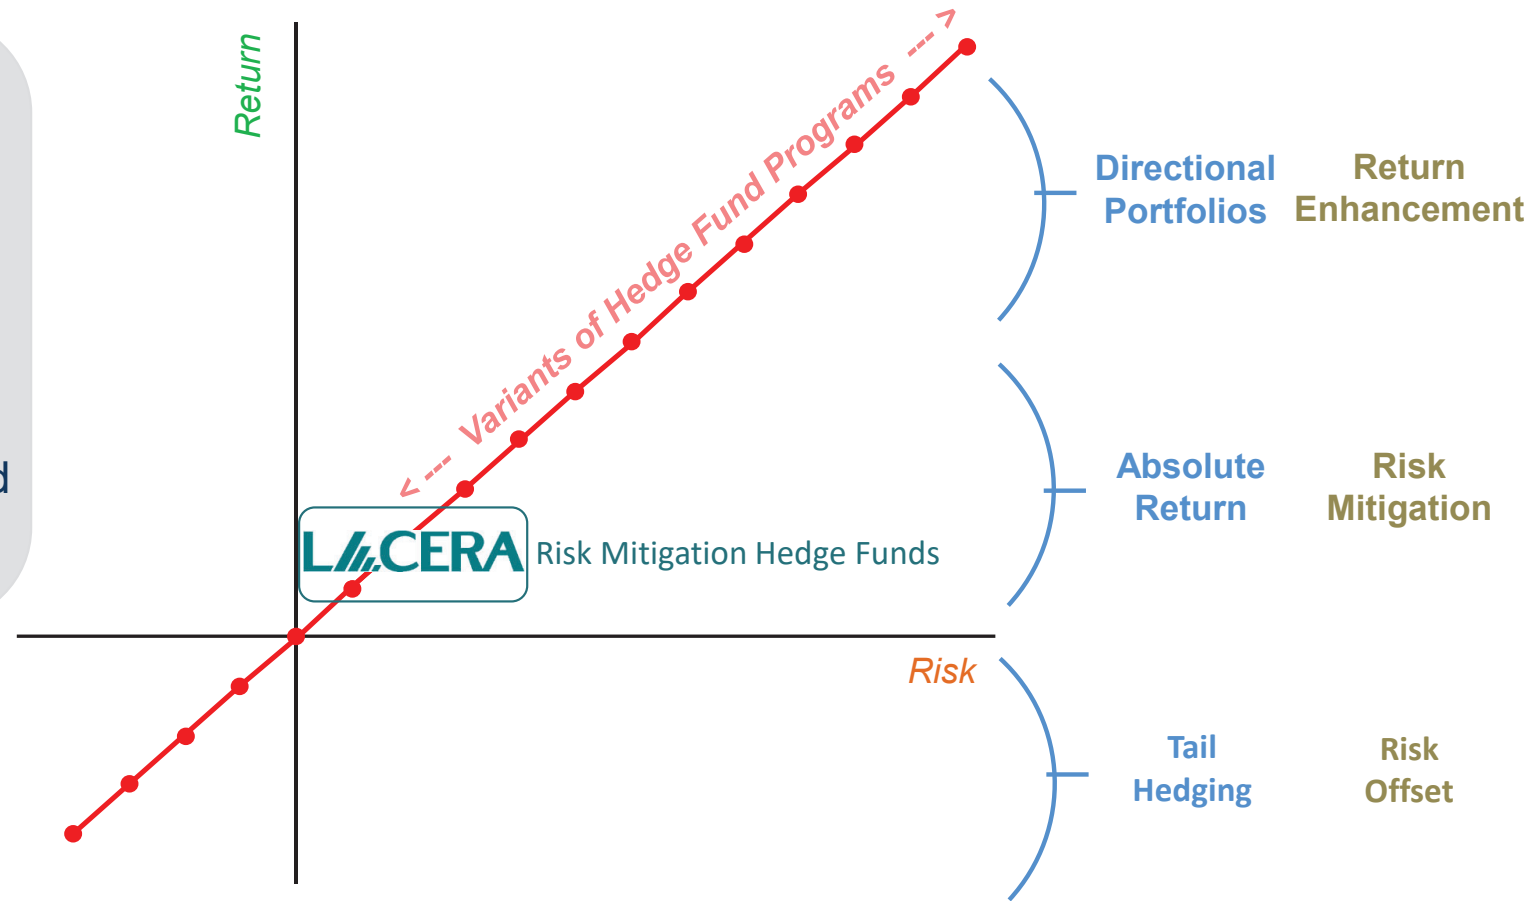 Return
Variants of Hedge Fund Programs
Directional
Portfolios
Return
Enhancement
Absolute
Return
Risk
Mitigation
LACERA
Risk Mitigation Hedge Funds
Risk
Tail
Hedging
Risk
Offset